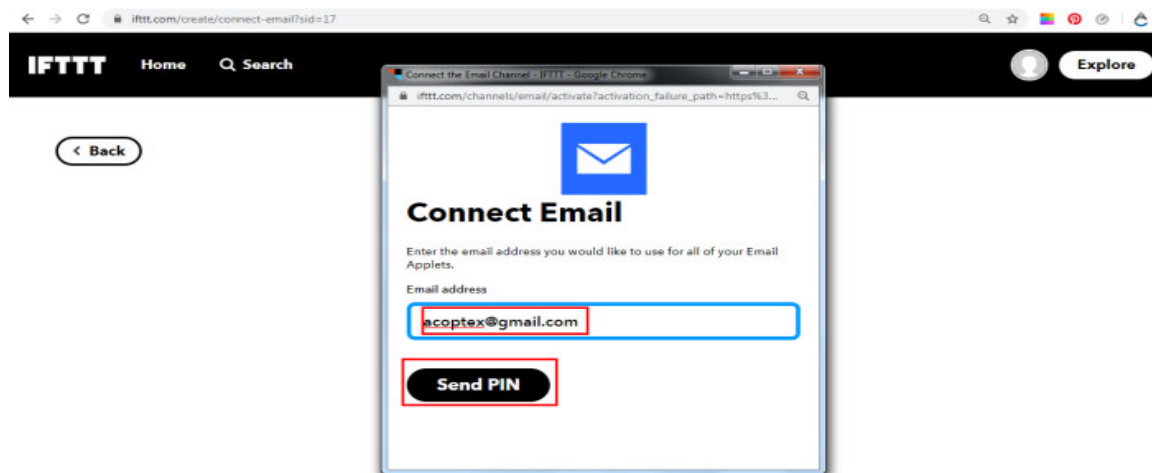 ifttt.com/create/connect-email?sid=17
IFTTT Home Search Explore
Connect the Email Channel - IFTTT - Google Chrome
ifttt.com/channels/email/activate?activation_failure_path=https%3...
Back
Connect Email
Enter the email address you would like to use for all of your Email
Applets.
Email address
acoptex@gmail.com
Send PIN